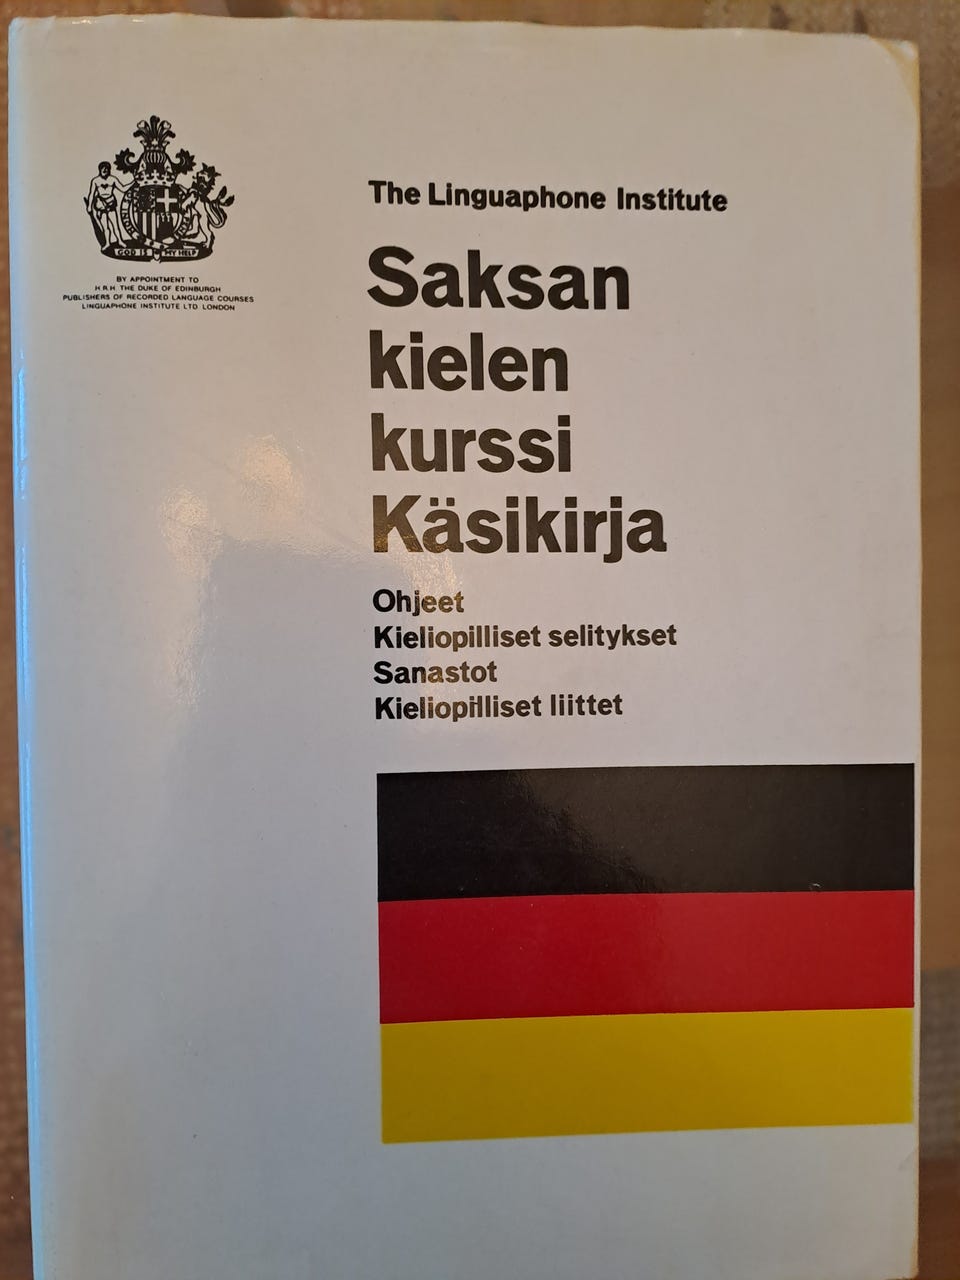 GOD IS MY HELP
BY APPOINTMENT TO
H.R.H. THE DUKE OF EDINBURGH
PUBLISHERS OF RECORDED LANGUAGE COURSES
LINGUAPHONE INSTITUTE LTD. LONDON
The Linguaphone Institute
Saksan
kielen
kurssi
Käsikirja
Ohjeet
Kieliopilliset selitykset
Sanastot
Kieliopilliset liittet